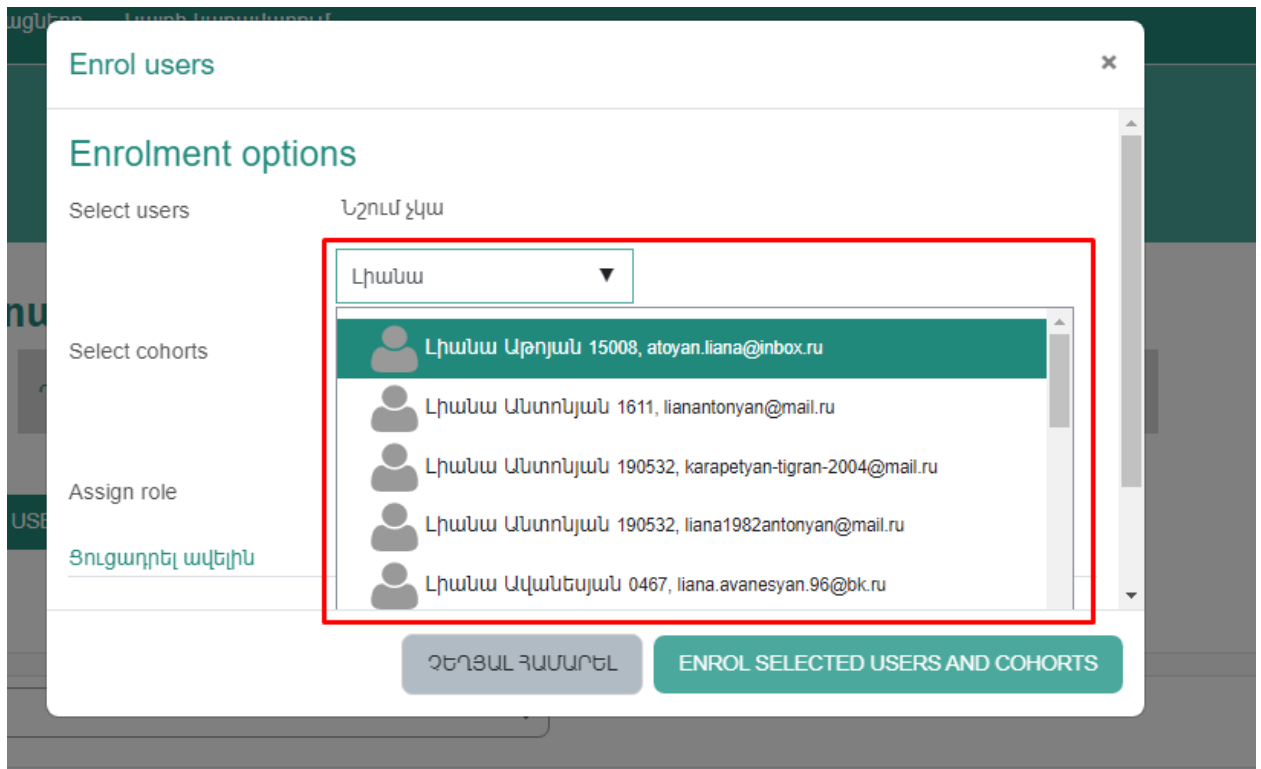 Enrol users ×
Enrolment options
Select users Նշում չկա
Լիանա ▼
Select cohorts
Լիանա Աթոյան 15008, atoyan.liana@inbox.ru
Լիանա Անտոնյան 1611, lianantonyan@mail.ru
Լիանա Անտոնյան 190532, karapetyan-tigran-2004@mail.ru
Assign role
Լիանա Անտոնյան 190532, liana1982antonyan@mail.ru
Ցուցադրել ավելին
Լիանա Ավանեսյան 0467, liana.avanesyan.96@bk.ru
ՉԵՂՅԱԼ ՀԱՄԱՐԵԼ ENROL SELECTED USERS AND COHORTS